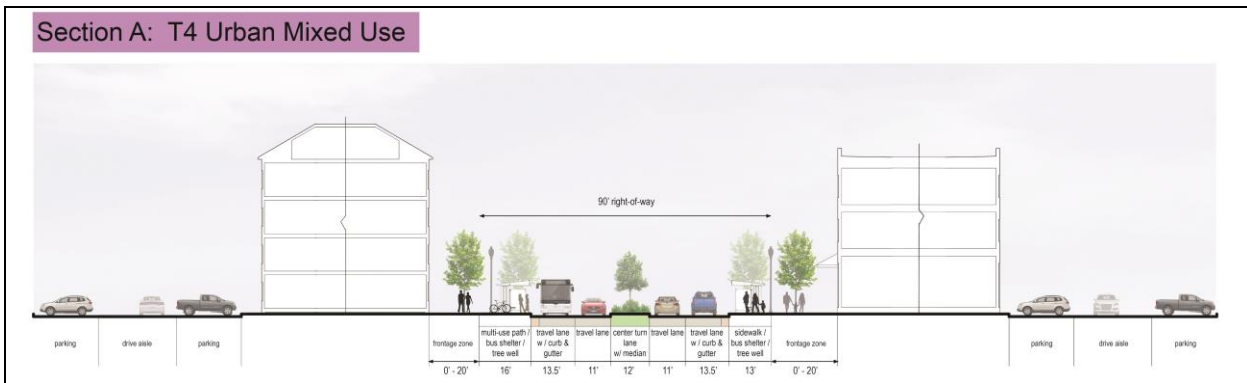 Section A: T4 Urban Mixed Use
90' right-of-way
parking
drive aisle
parking
frontage zone
multi-use path /
bus shelter /
tree well
travel lane
w / curb &
gutter
travel lane
center turn
lane
w/ median
travel lane
travel lane
w / curb &
gutter
sidewalk /
bus shelter /
tree well
frontage zone
parking
drive aisle
parking
0' - 20'
16'
13.5'
11'
12'
11'
13.5'
13'
0' - 20'